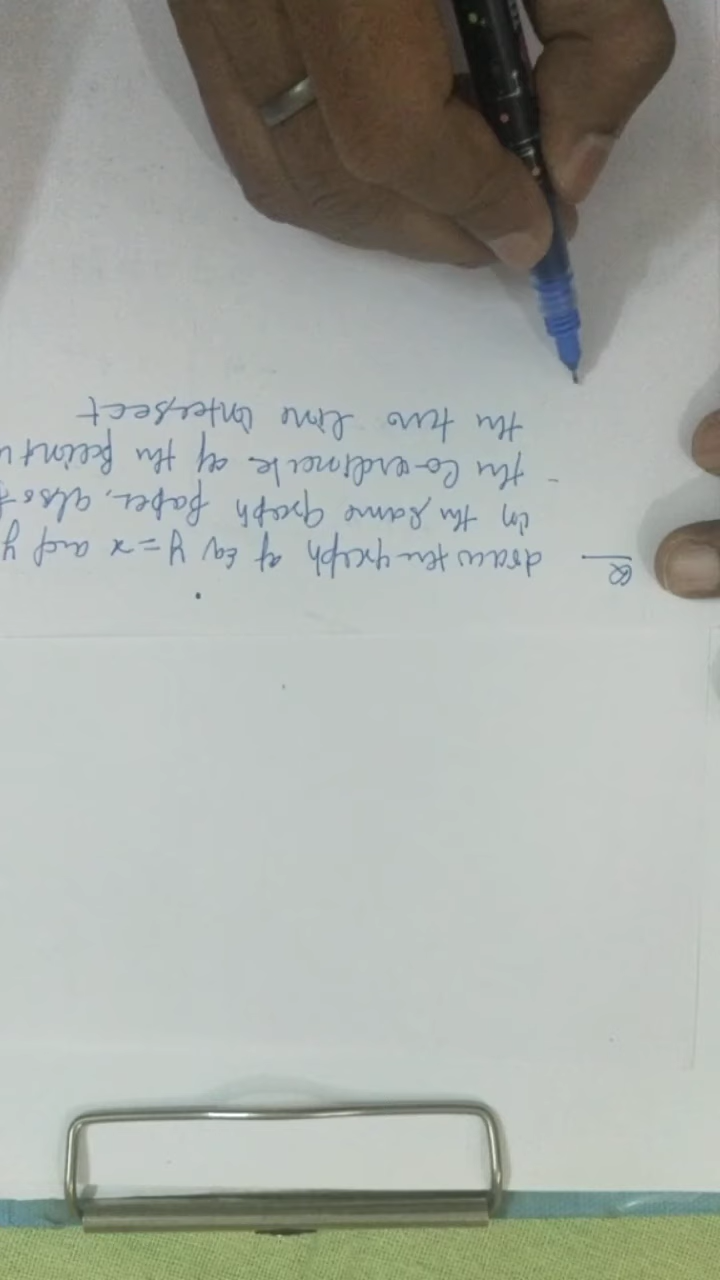 Q draw the graph of Eq y = x and y
in the same graph paper, also f
the Co-ordinate of the point w
the two line intersect